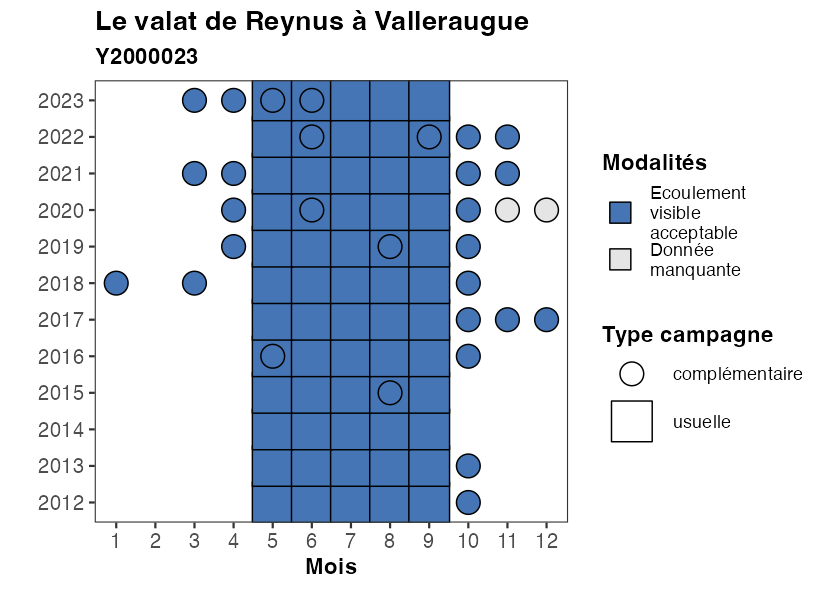 Le valat de Reynus à Valleraugue
Y2000023
2023
2022
2021
2020
2019
2018
2017
2016
2015
2014
2013
2012
1 2 3 4 5 6 7 8 9 10 11 12
Mois
Modalités
Ecoulement
visible
acceptable
Donnée
manquante
Type campagne
complémentaire
usuelle